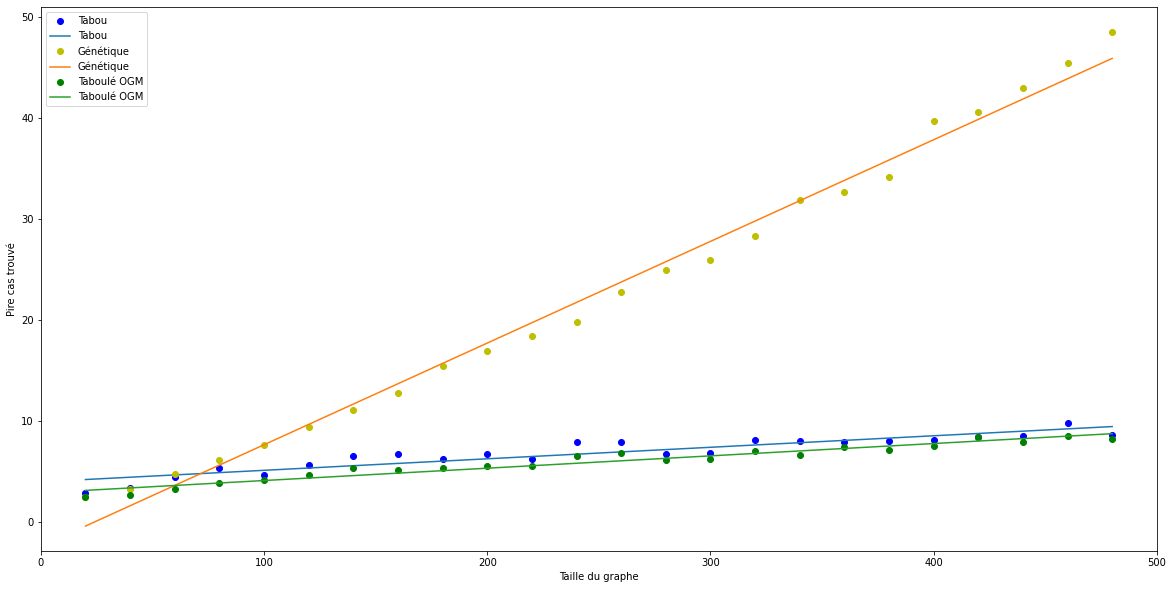 50
40
30
20
10
0
Pire cas trouvé
Tabou
Tabou
Génétique
Génétique
Taboulé OGM
Taboulé OGM
0 100 200 300 400 500
Taille du graphe